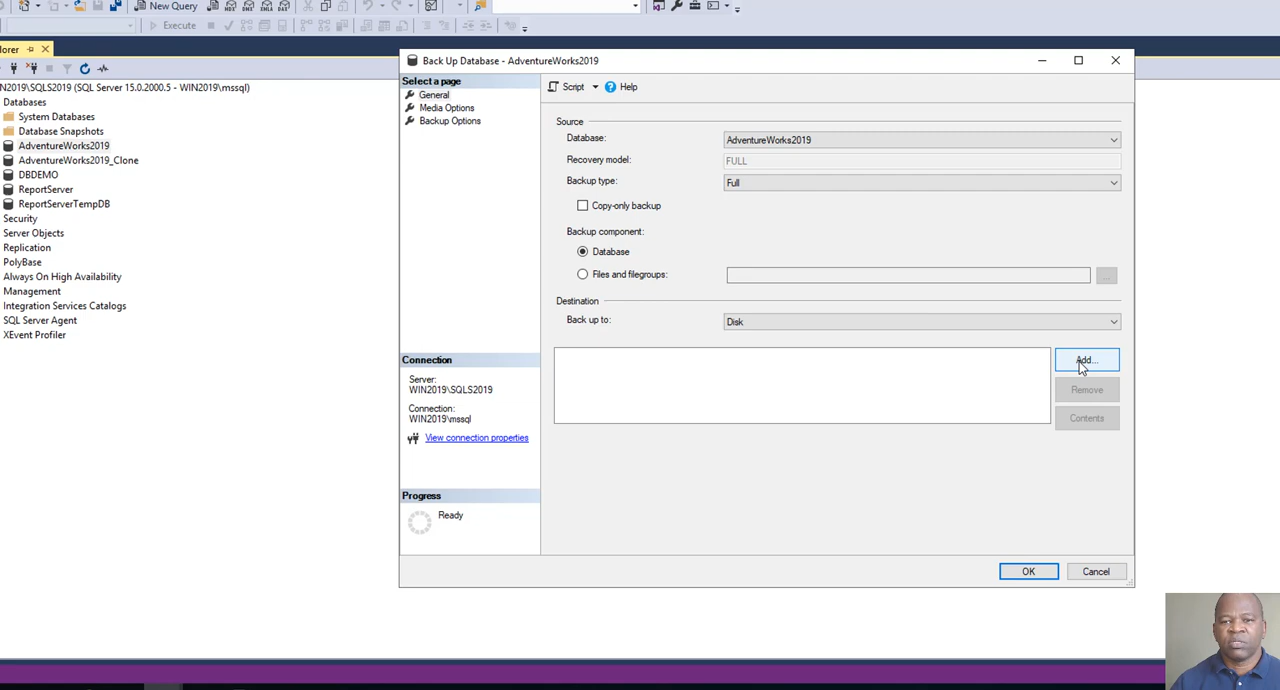 New Query
Execute
lorer
N2019\SQLS2019 (SQL Server 15.0.2000.5 - WIN2019\mssql)
Databases
System Databases
Database Snapshots
AdventureWorks2019
AdventureWorks2019_Clone
DBDEMO
ReportServer
ReportServerTempDB
Security
Server Objects
Replication
PolyBase
Always On High Availability
Management
Integration Services Catalogs
SQL Server Agent
XEvent Profiler
Back Up Database - AdventureWorks2019
Select a page
General
Media Options
Backup Options
Connection
Server:
WIN2019\SQLS2019
Connection:
WIN2019\mssql
View connection properties
Progress
Ready
Script
Help
Source
Database: AdventureWorks2019
Recovery model: FULL
Backup type: Full
Copy-only backup
Backup component:
Database
Files and filegroups: ...
Destination
Back up to: Disk
Add...
Remove
Contents
OK Cancel